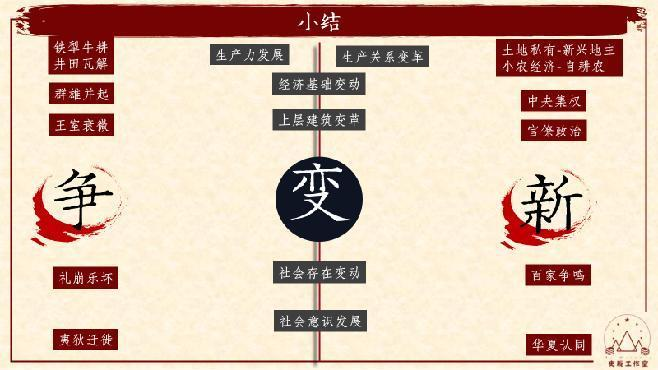 小结
铁犁牛耕
井田瓦解
群雄并起
王室衰微
争
礼崩乐坏
夷狄迁徙
生产力发展
生产关系变革
经济基础变动
上层建筑变革
变
社会存在变动
社会意识发展
土地私有-新兴地主
小农经济-自耕农
中央集权
官僚政治
新
百家争鸣
华夏认同